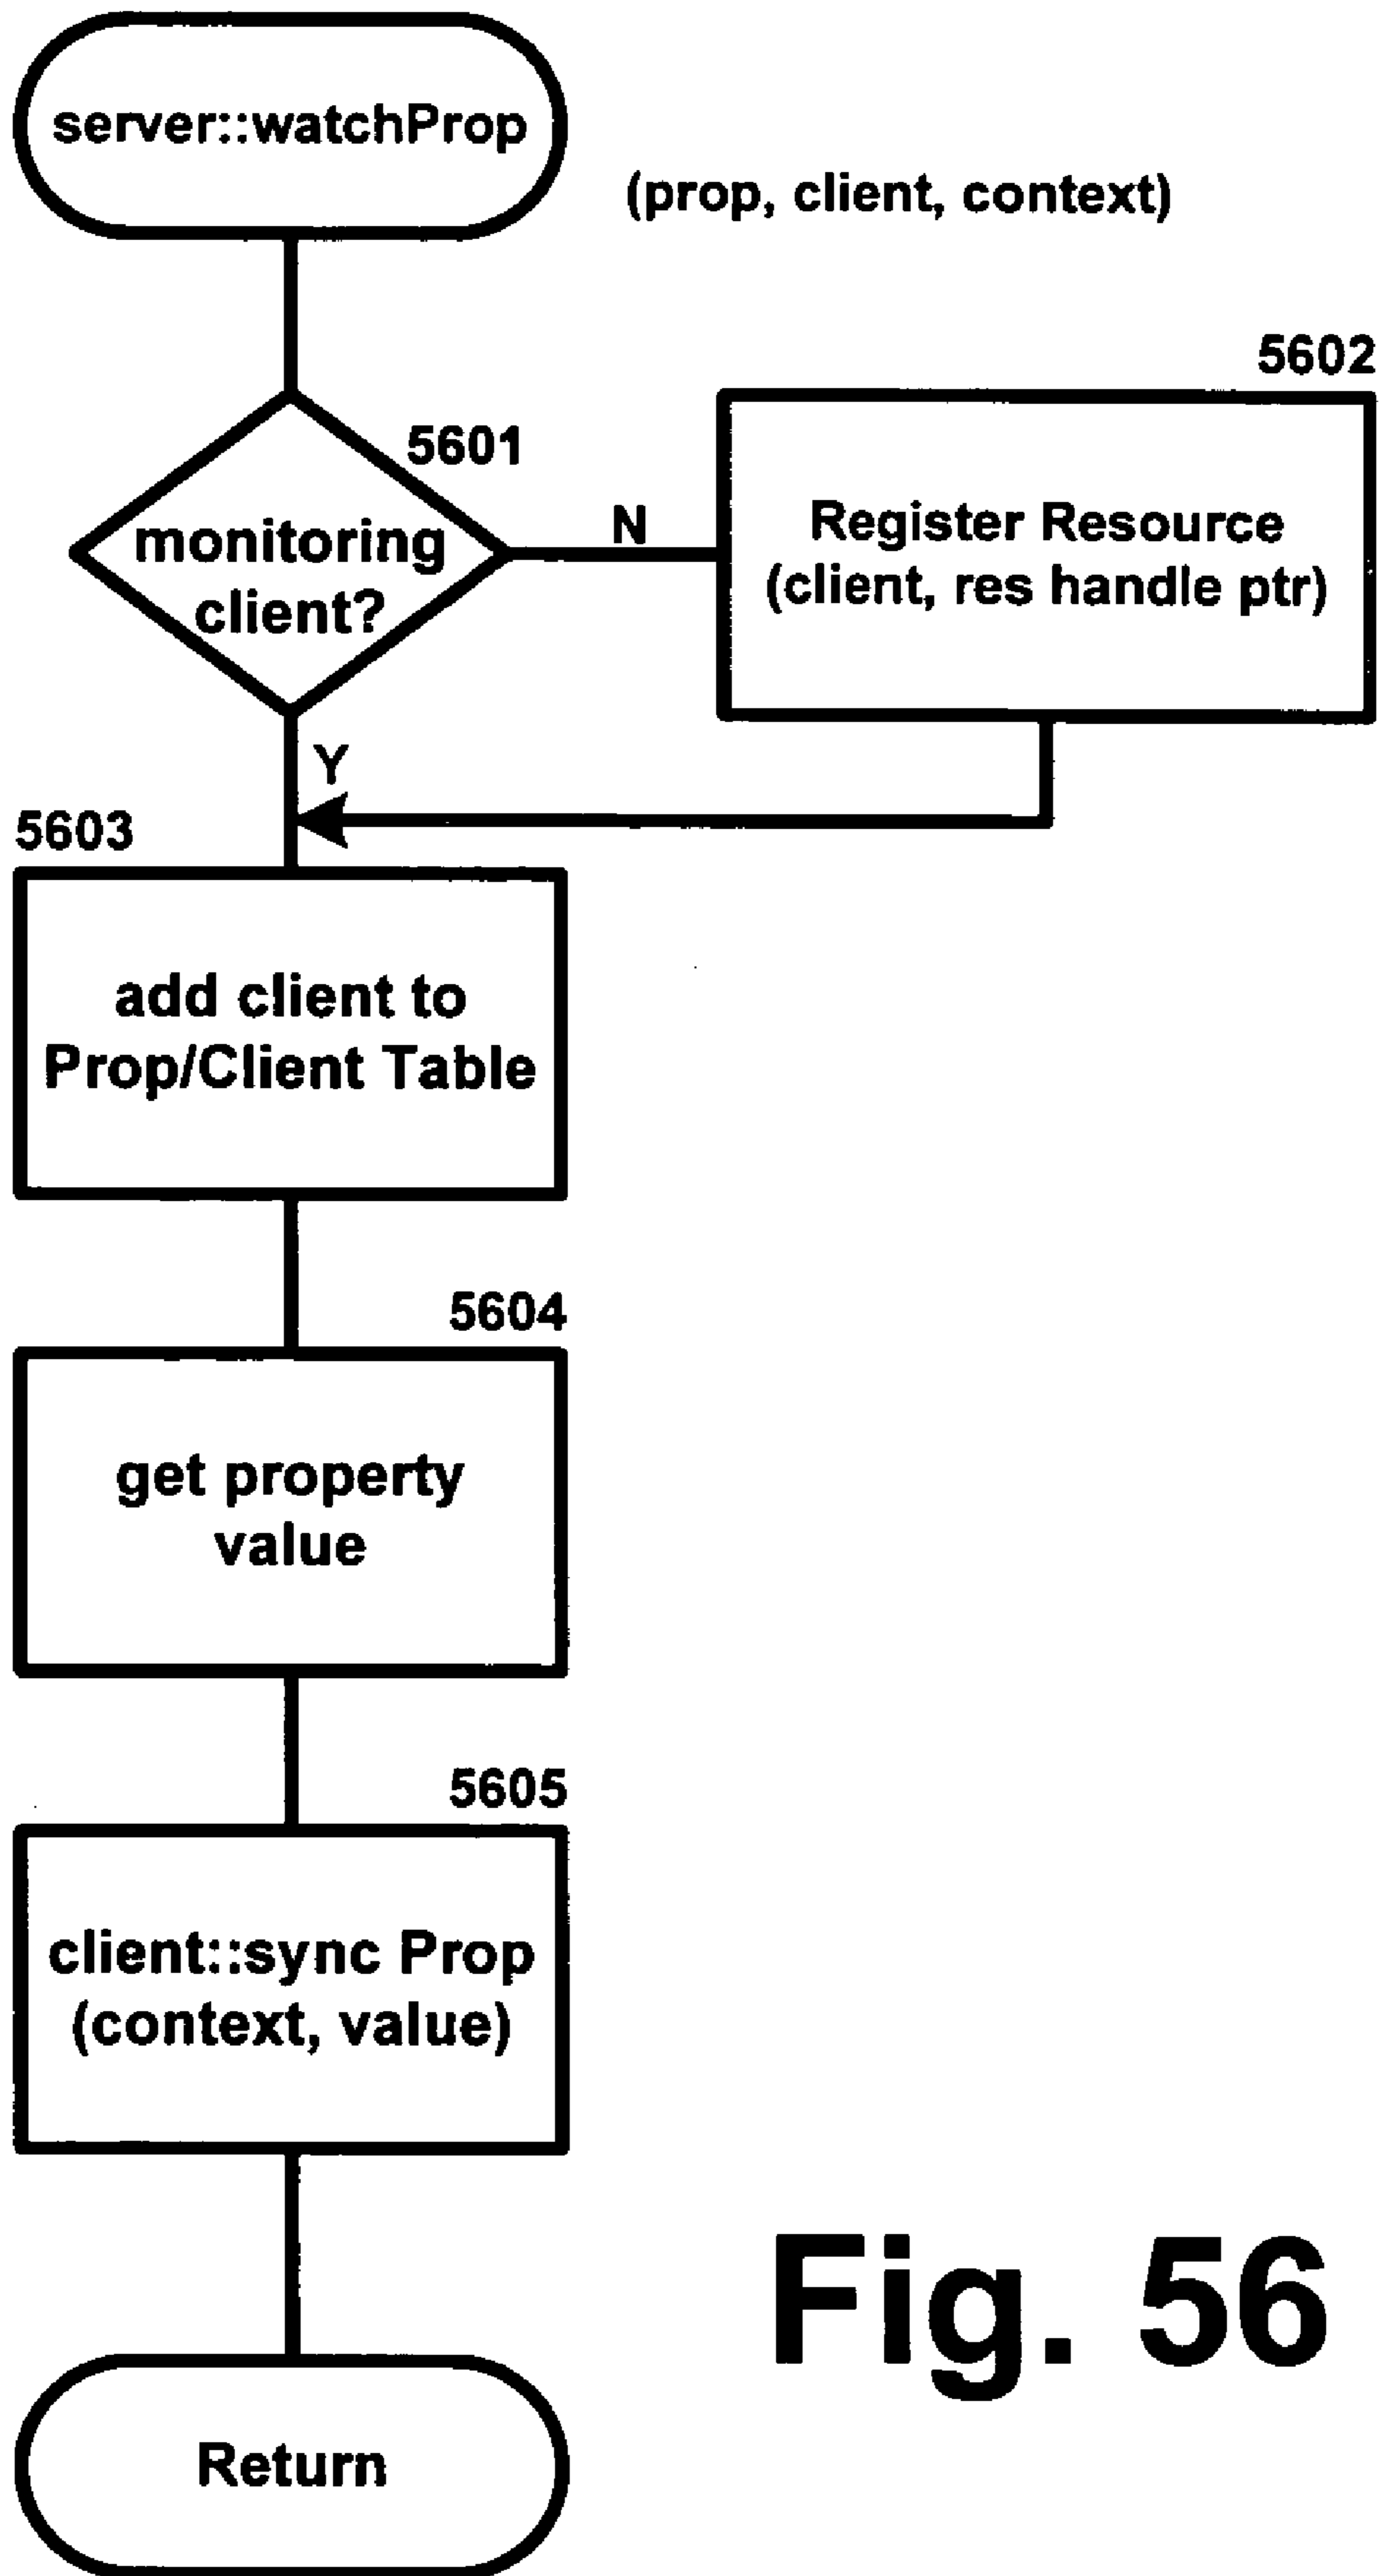 server::watchProp
(prop, client, context)
5602
5601
monitoring
client?
N
Register Resource
(client, res handle ptr)
Y
5603
add client to
Prop/Client Table
5604
get property
value
5605
client::sync Prop
(context, value)
Return
Fig. 56